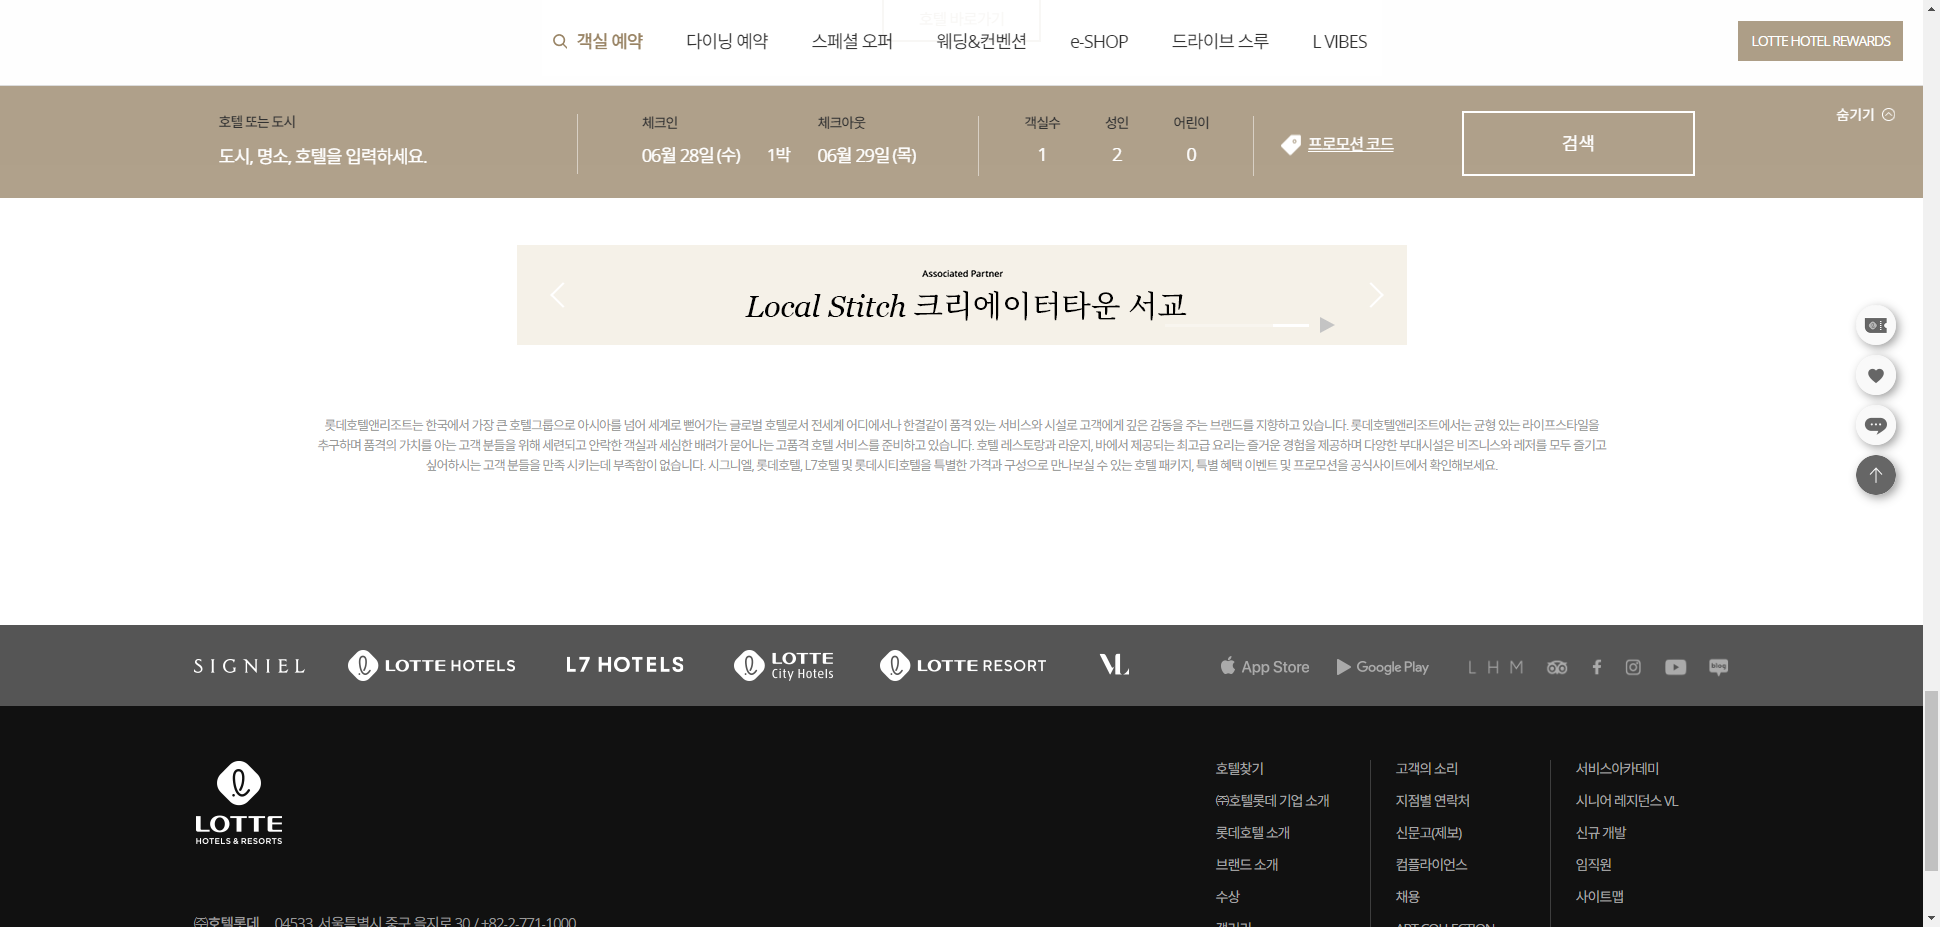 호텔 바로가기
객실 예약 다이닝 예약 스페셜 오퍼 웨딩&컨벤션 e-SHOP 드라이브 스루 L VIBES LOTTE HOTEL REWARDS
호텔 또는 도시 체크인 체크아웃 객실수 성인 어린이 숨기기
도시, 명소, 호텔을 입력하세요. 06월 28일 (수) 1박 06월 29일 (목) 1 2 0 프로모션 코드 검색
Associated Partner
Local Stitch 크리에이터타운 서교
롯데호텔앤리조트는 한국에서 가장 큰 호텔그룹으로 아시아를 넘어 세계로 뻗어가는 글로벌 호텔로서 전세계 어디에서나 한결같이 품격 있는 서비스와 시설로 고객에게 깊은 감동을 주는 브랜드를 지향하고 있습니다. 롯데호텔앤리조트에서는 균형 있는 라이프스타일을
추구하며 품격의 가치를 아는 고객 분들을 위해 세련되고 안락한 객실과 세심한 배려가 묻어나는 고품격 호텔 서비스를 준비하고 있습니다. 호텔 레스토랑과 라운지, 바에서 제공되는 최고급 요리는 즐거운 경험을 제공하며 다양한 부대시설은 비즈니스와 레저를 모두 즐기고
싶어하시는 고객 분들을 만족 시키는데 부족함이 없습니다. 시그니엘, 롯데호텔, L7호텔 및 롯데시티호텔을 특별한 가격과 구성으로 만나보실 수 있는 호텔 패키지, 특별 혜택 이벤트 및 프로모션을 공식사이트에서 확인해보세요.
SIGNIEL LOTTE HOTELS L7 HOTELS LOTTE City Hotels LOTTE RESORT VL App Store Google Play L H M blog
LOTTE
HOTELS & RESORTS
호텔찾기 고객의 소리 서비스아카데미
㈜호텔롯데 기업 소개 지점별 연락처 시니어 레지던스 VL
롯데호텔 소개 신문고(제보) 신규 개발
브랜드 소개 컴플라이언스 임직원
수상 채용 사이트맵
갤러리 ART COLLECTION
㈜호텔롯데 04533 서울특별시 중구 을지로 30 / +82-2-771-1000